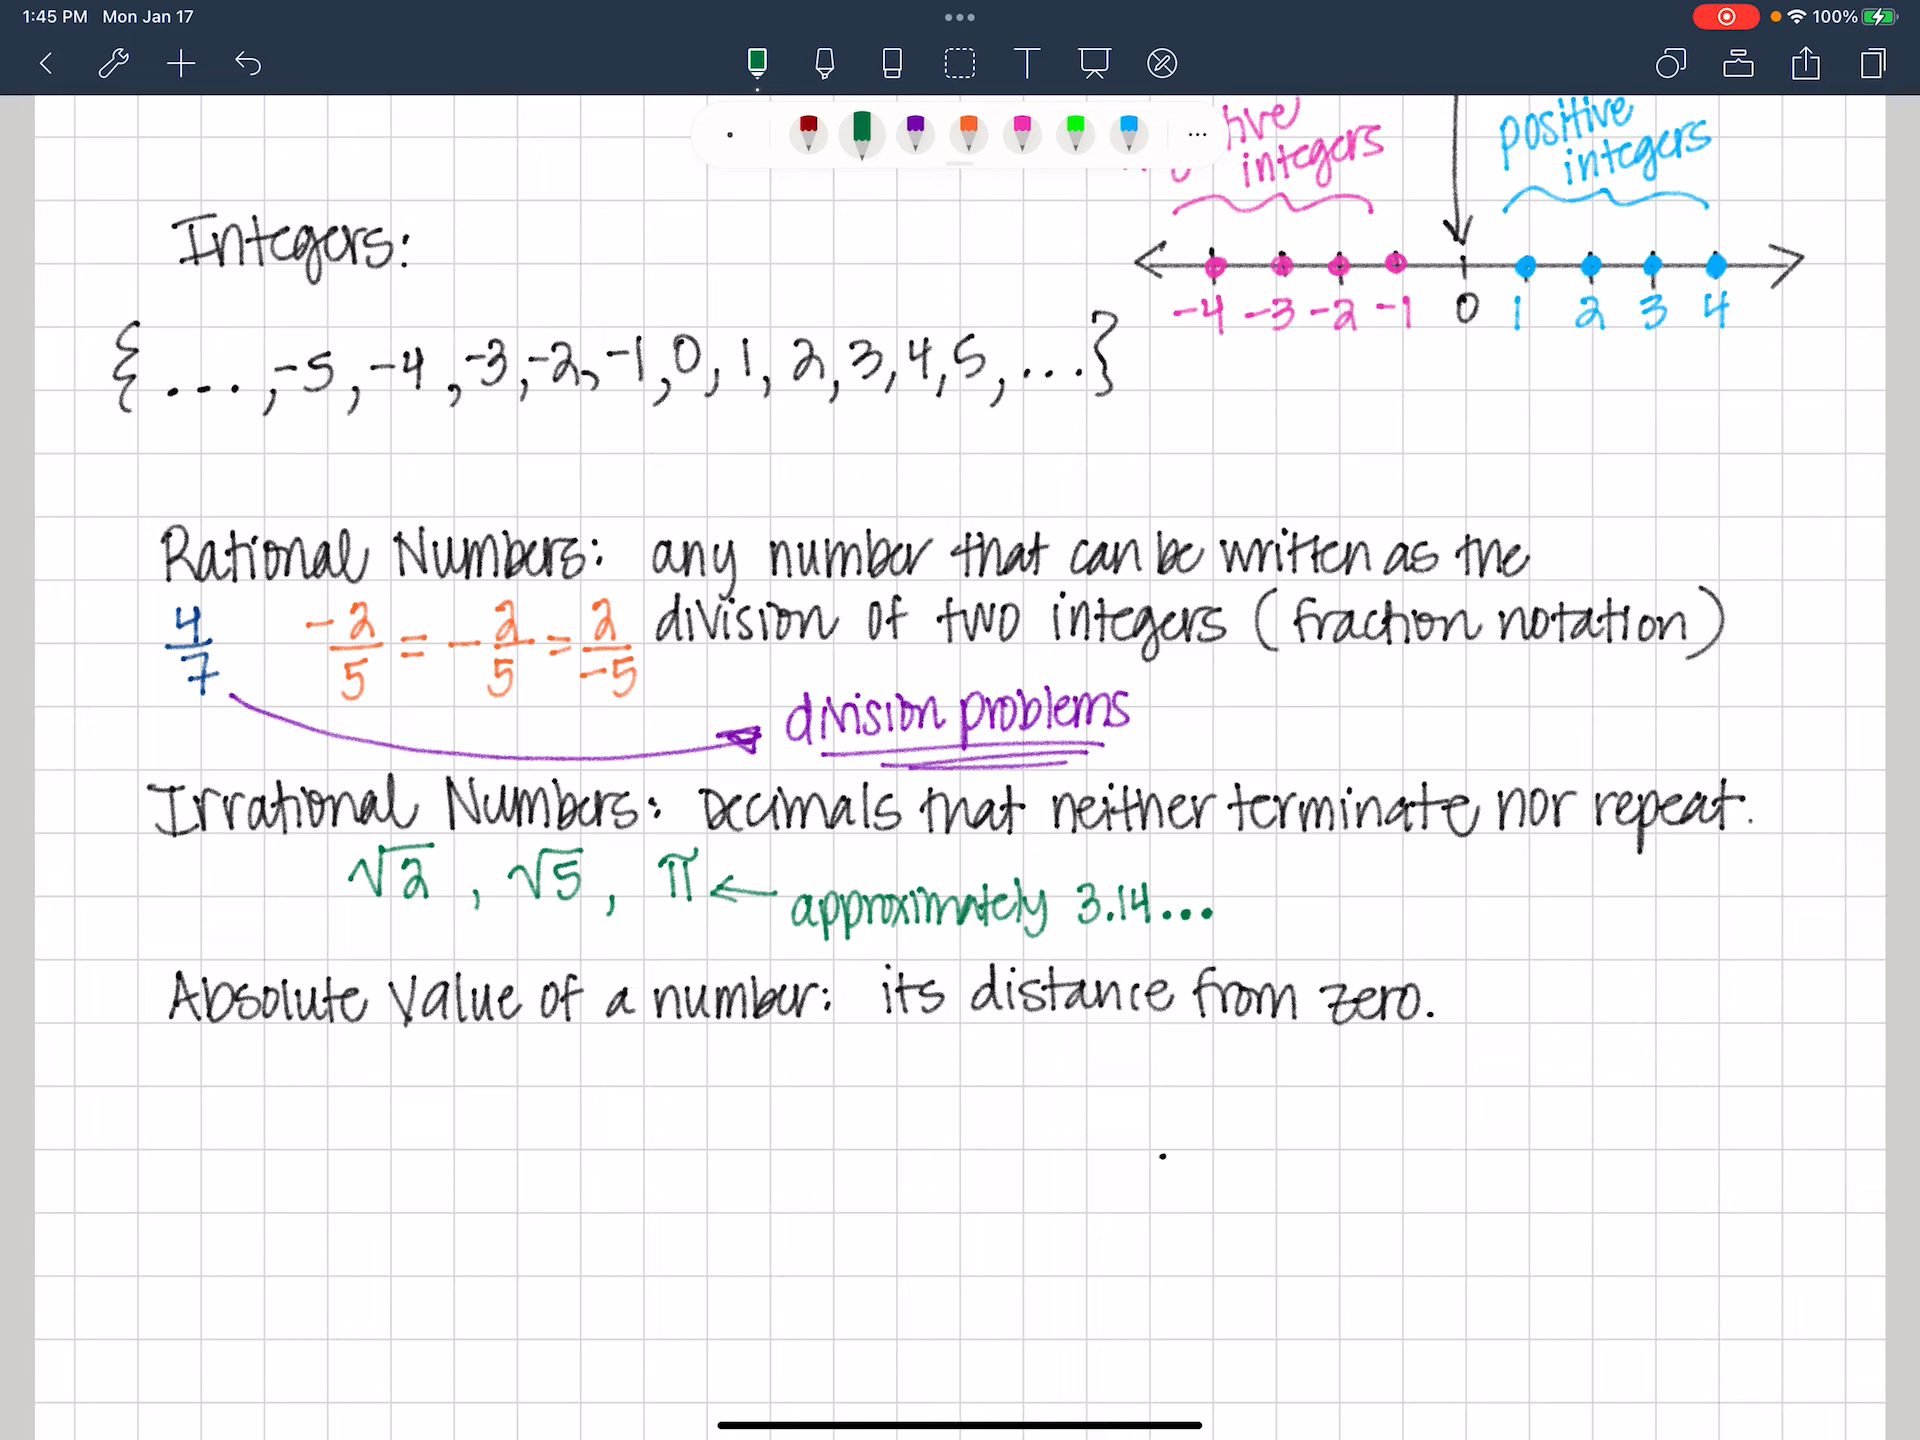 1:45 PM Mon Jan 17
100%
integers
positive
integers
Integers:
-4 -3 -2 -1 0 1 2 3 4
{ ... , -5, -4, -3, -2, -1, 0, 1, 2, 3, 4, 5, ... }
Rational Numbers: any number that can be written as the
division of two integers (fraction notation)
4/7 -2/5 = -2/5 = 2/-5
division problems
Irrational Numbers: Decimals that neither terminate nor repeat.
√2, √5, π ← approximately 3.14...
Absolute Value of a number: its distance from zero.